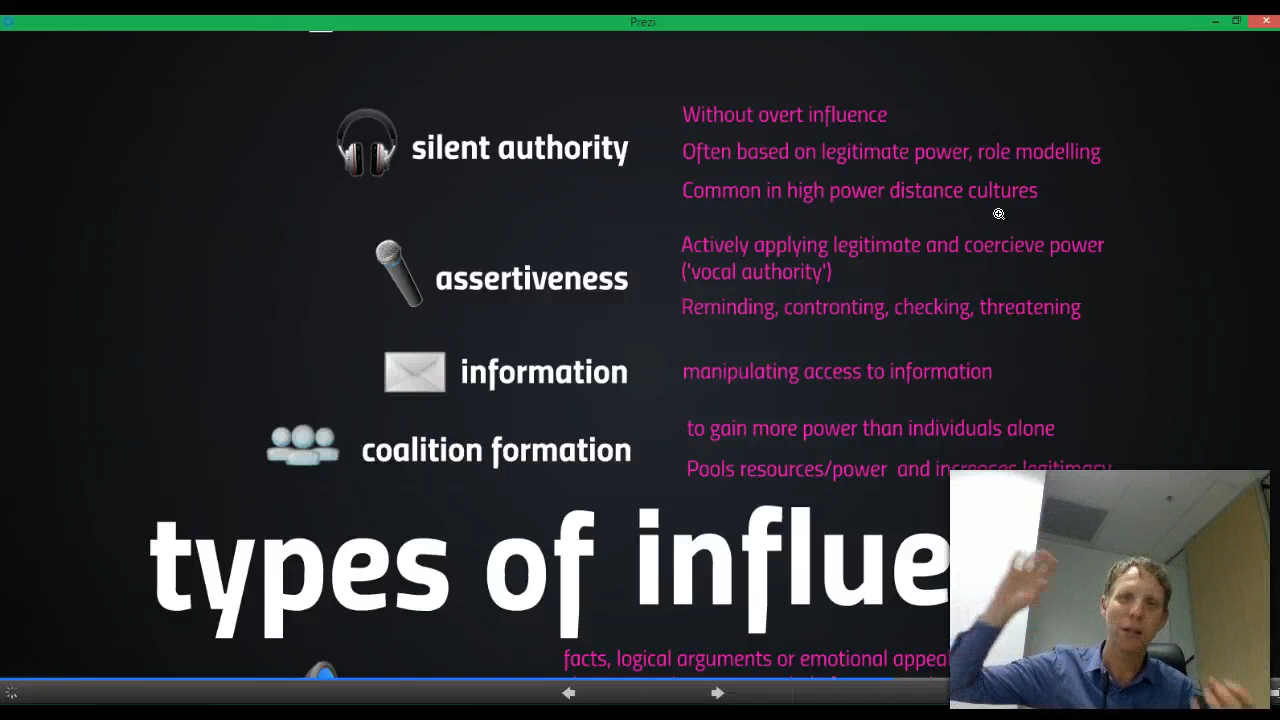 Prezi
silent authority
Without overt influence
Often based on legitimate power, role modelling
Common in high power distance cultures
assertiveness
Actively applying legitimate and coercieve power
('vocal authority')
Reminding, contronting, checking, threatening
information
manipulating access to information
coalition formation
to gain more power than individuals alone
Pools resources/power and increases legitimacy
types of influe
facts, logical arguments or emotional appea